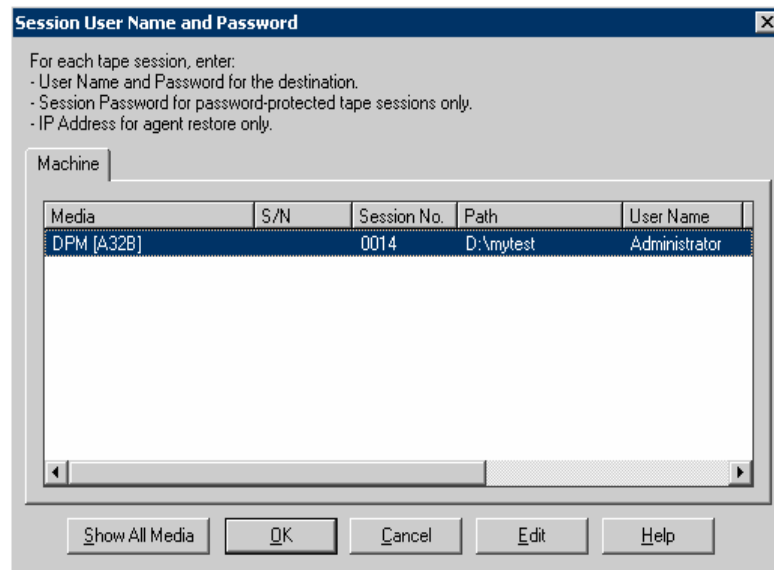 Session User Name and Password
For each tape session, enter:
- User Name and Password for the destination.
- Session Password for password-protected tape sessions only.
- IP Address for agent restore only.
Machine
Media S/N Session No. Path User Name
DPM [A32B] 0014 D:\mytest Administrator
Show All Media OK Cancel Edit Help